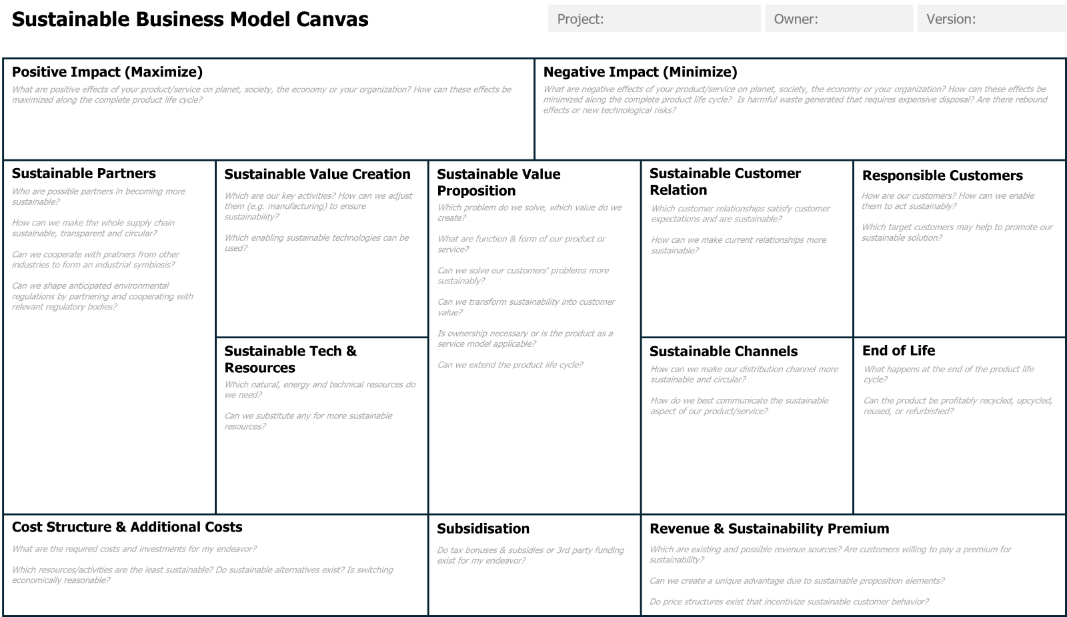 Sustainable Business Model Canvas
Project:
Owner:
Version:
Positive Impact (Maximize)
What are positive effects of your product/service on planet, society, the economy or your organization? How can these effects be
maximized along the complete product life cycle?
Negative Impact (Minimize)
What are negative effects of your product/service on planet, society, the economy or your organization? How can these effects be
minimized along the complete product life cycle? Is harmful waste generated that requires expensive disposal? Are there rebound
effects or new technological risks?
Sustainable Partners
Who are possible partners in becoming more
sustainable?
How can we make the whole supply chain
sustainable, transparent and circular?
Can we cooperate with pratners from other
industries to form an industrial symbiosis?
Can we shape anticipated environmental
regulations by partnering and cooperating with
relevant regulatory bodies?
Sustainable Value Creation
Which are our key activities? How can we adjust
them (e.g. manufacturing) to ensure
sustainability?
Which enabling sustainable technologies can be
used?
Sustainable Tech &
Resources
Which natural, energy and technical resources do
we need?
Can we substitute any for more sustainable
resources?
Sustainable Value
Proposition
Which problem do we solve, which value do we
create?
What are function & form of our product or
service?
Can we solve our customers' problems more
sustainably?
Can we transform sustainability into customer
value?
Is ownership necessary or is the product as a
service model applicable?
Can we extend the product life cycle?
Sustainable Customer
Relation
Which customer relationships satisfy customer
expectations and are sustainable?
How can we make current relationships more
sustainable?
Sustainable Channels
How can we make our distribution channel more
sustainable and circular?
How do we best communicate the sustainable
aspect of our product/service?
Responsible Customers
How are our customers? How can we enable
them to act sustainably?
Which target customers may help to promote our
sustainable solution?
End of Life
What happens at the end of the product life
cycle?
Can the product be profitably recycled, upcycled,
reused, or refurbished?
Cost Structure & Additional Costs
What are the required costs and investments for my endeavor?
Which resources/activities are the least sustainable? Do sustainable alternatives exist? Is switching
economically reasonable?
Subsidisation
Do tax bonuses & subsidies or 3rd party funding
exist for my endeavor?
Revenue & Sustainability Premium
Which are existing and possible revenue sources? Are customers willing to pay a premium for
sustainability?
Can we create a unique advantage due to sustainable proposition elements?
Do price structures exist that incentivize sustainable customer behavior?